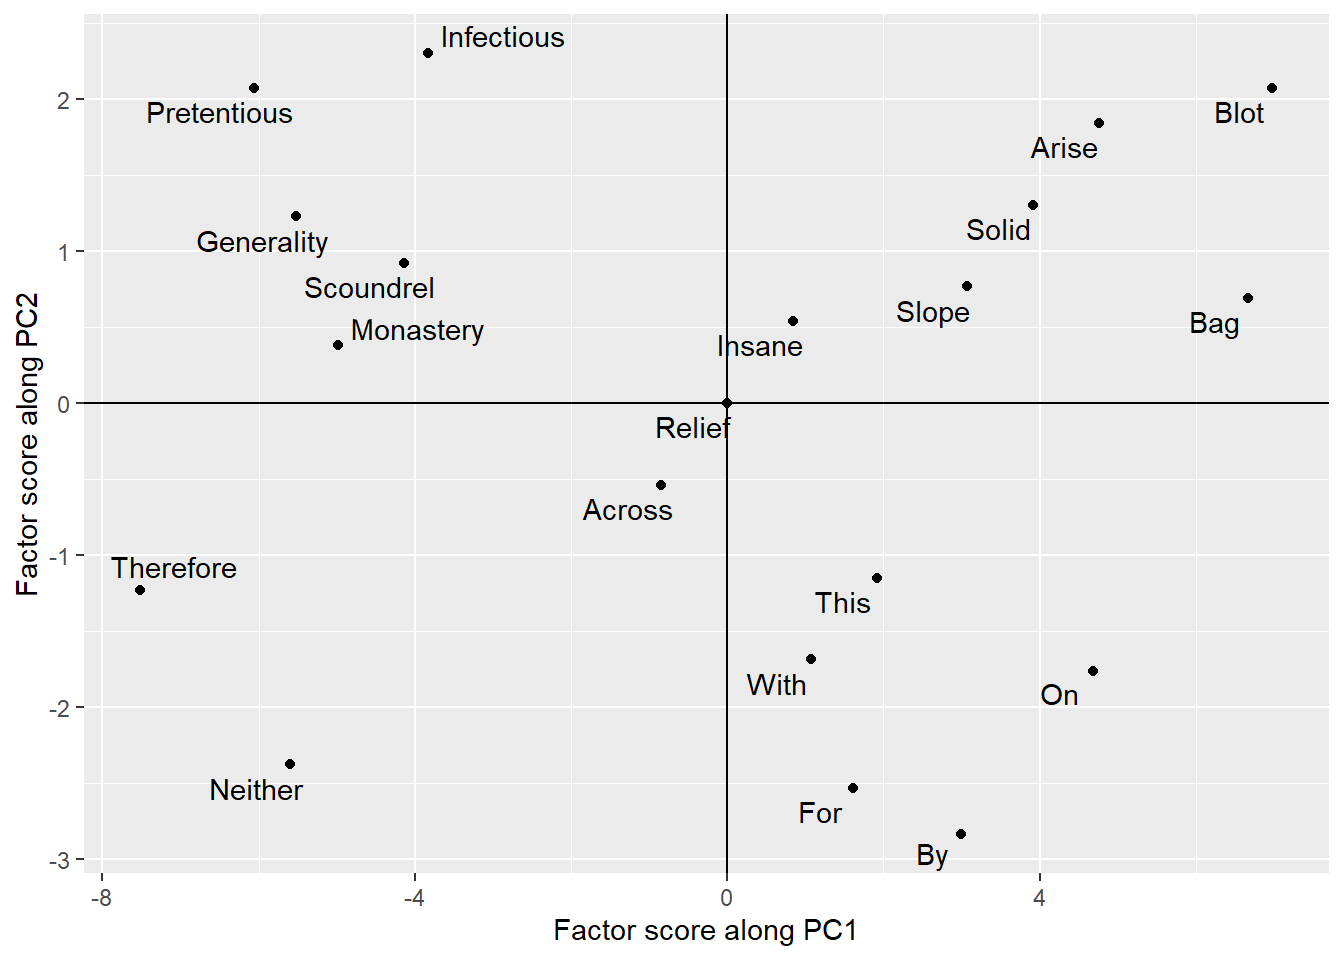 Infectious
Pretentious
Blot
Arise
Solid
Generality
Scoundrel
Monastery
Slope
Bag
Insane
Relief
Across
Therefore
This
With
On
Neither
For
By
2
1
0
-1
-2
-3
-8
-4
0
4
Factor score along PC1
Factor score along PC2